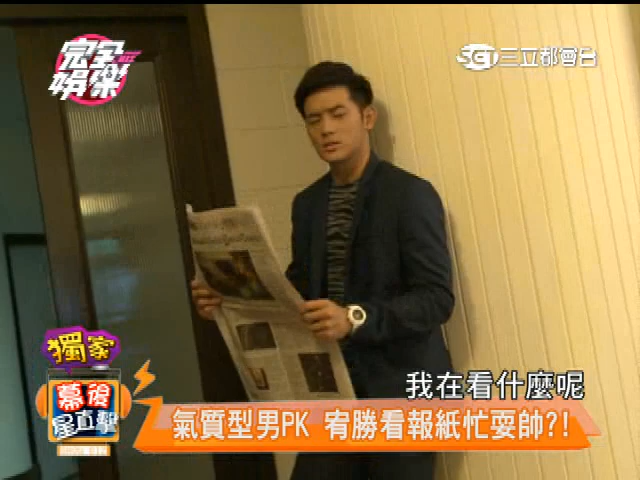 完全
娛樂
SET 三立都會台
獨家
幕後
星直擊
我在看什麼呢
氣質型男PK 宥勝看報紙忙耍帥?!